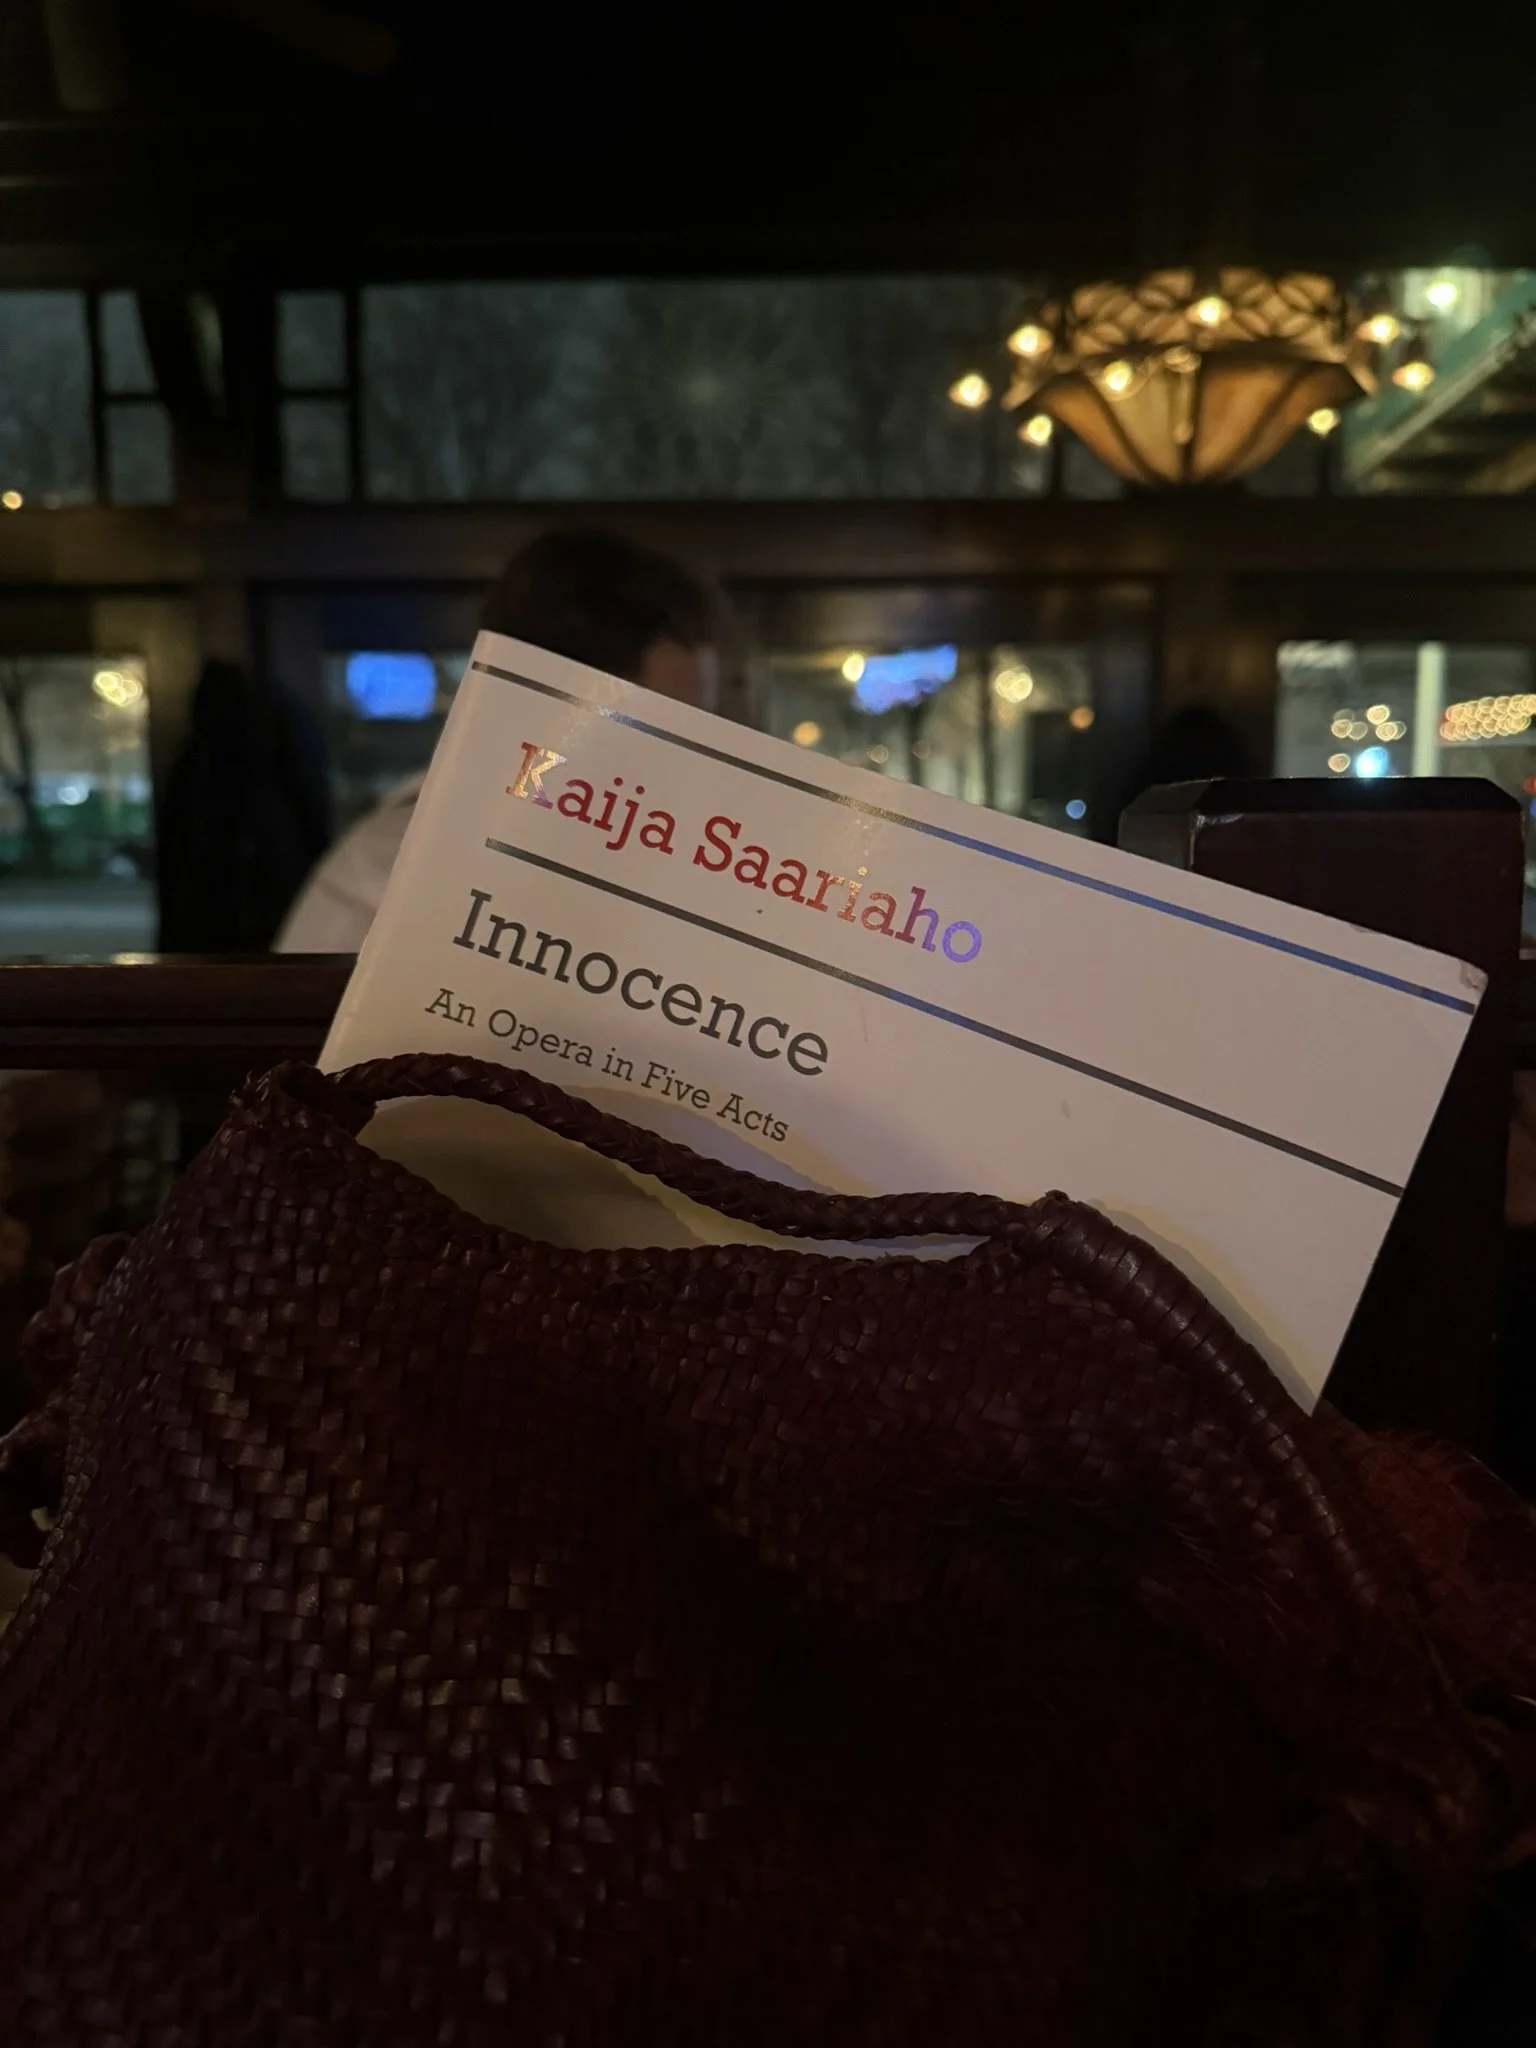 Kaija Saariaho
Innocence
An Opera in Five Acts